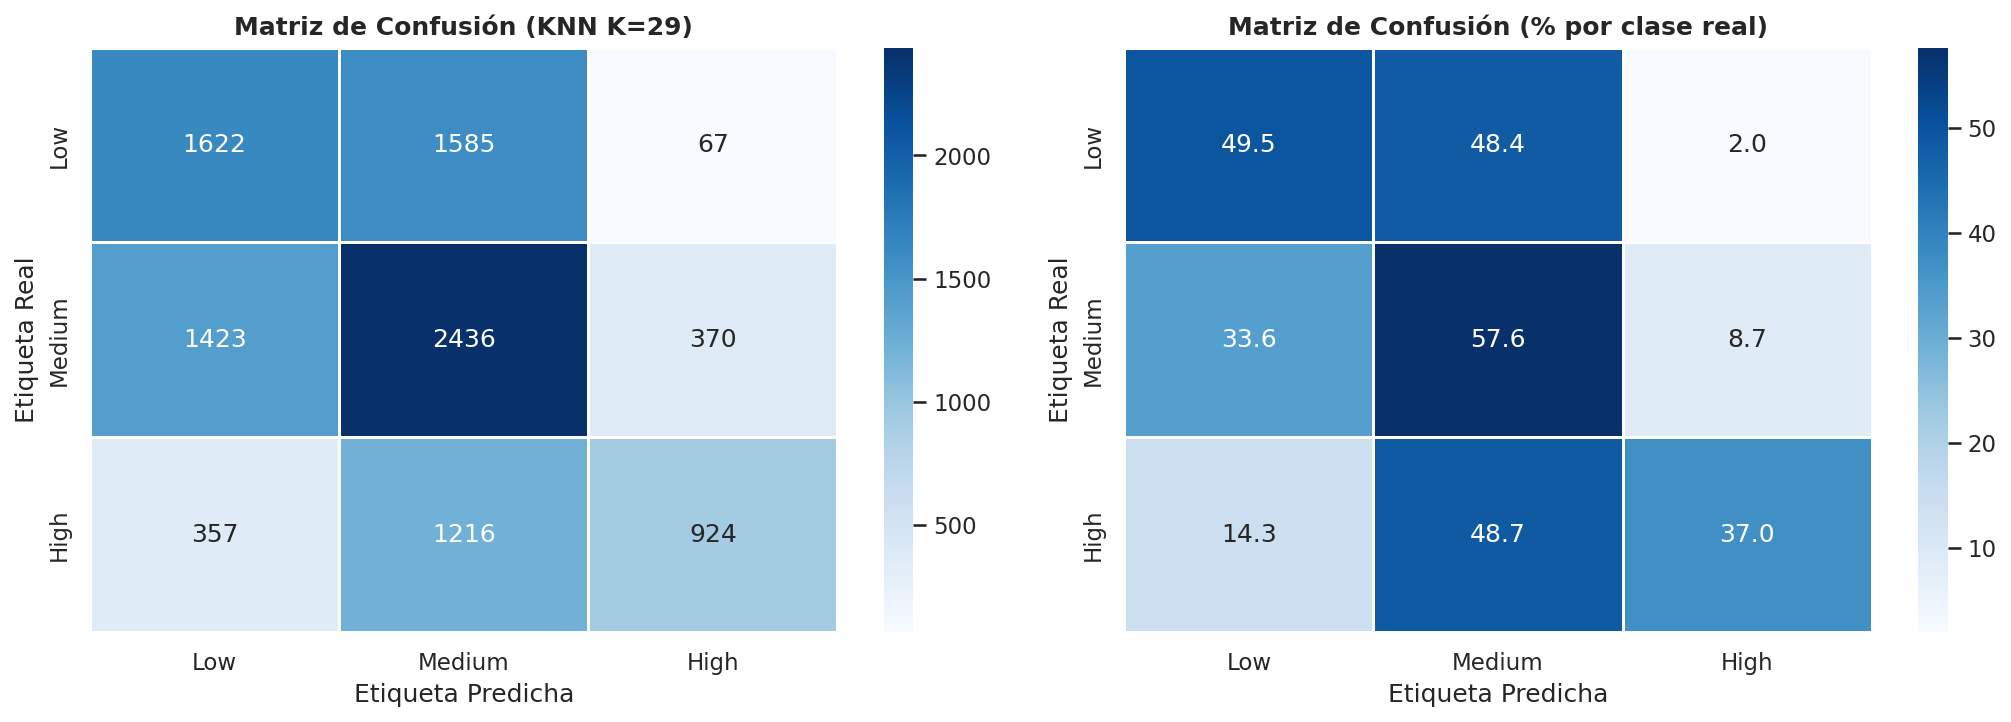 Matriz de Confusión (KNN K=29)
Etiqueta Real
Low
1622 1585 67
Medium
1423 2436 370
High
357 1216 924
Low Medium High
Etiqueta Predicha
2000
1500
1000
500
Matriz de Confusión (% por clase real)
Etiqueta Real
Low
49.5 48.4 2.0
Medium
33.6 57.6 8.7
High
14.3 48.7 37.0
Low Medium High
Etiqueta Predicha
50
40
30
20
10